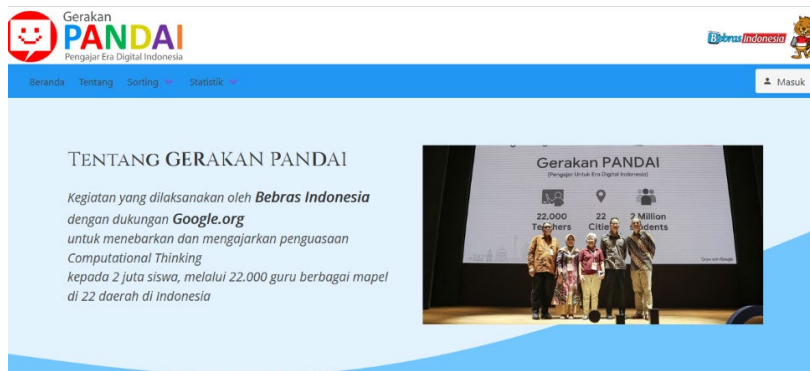 Gerakan
PANDAI
Pengajar Era Digital Indonesia
Bebras Indonesia
Beranda Tentang Sorting Statistik Masuk
TENTANG GERAKAN PANDAI
Kegiatan yang dilaksanakan oleh Bebras Indonesia
dengan dukungan Google.org
untuk menebarkan dan mengajarkan penguasaan
Computational Thinking
kepada 2 juta siswa, melalui 22.000 guru berbagai mapel
di 22 daerah di Indonesia
Gerakan PANDAI
(Pengajar Untuk Era Digital Indonesia)
22,000 22 2 Million
Grow with Google